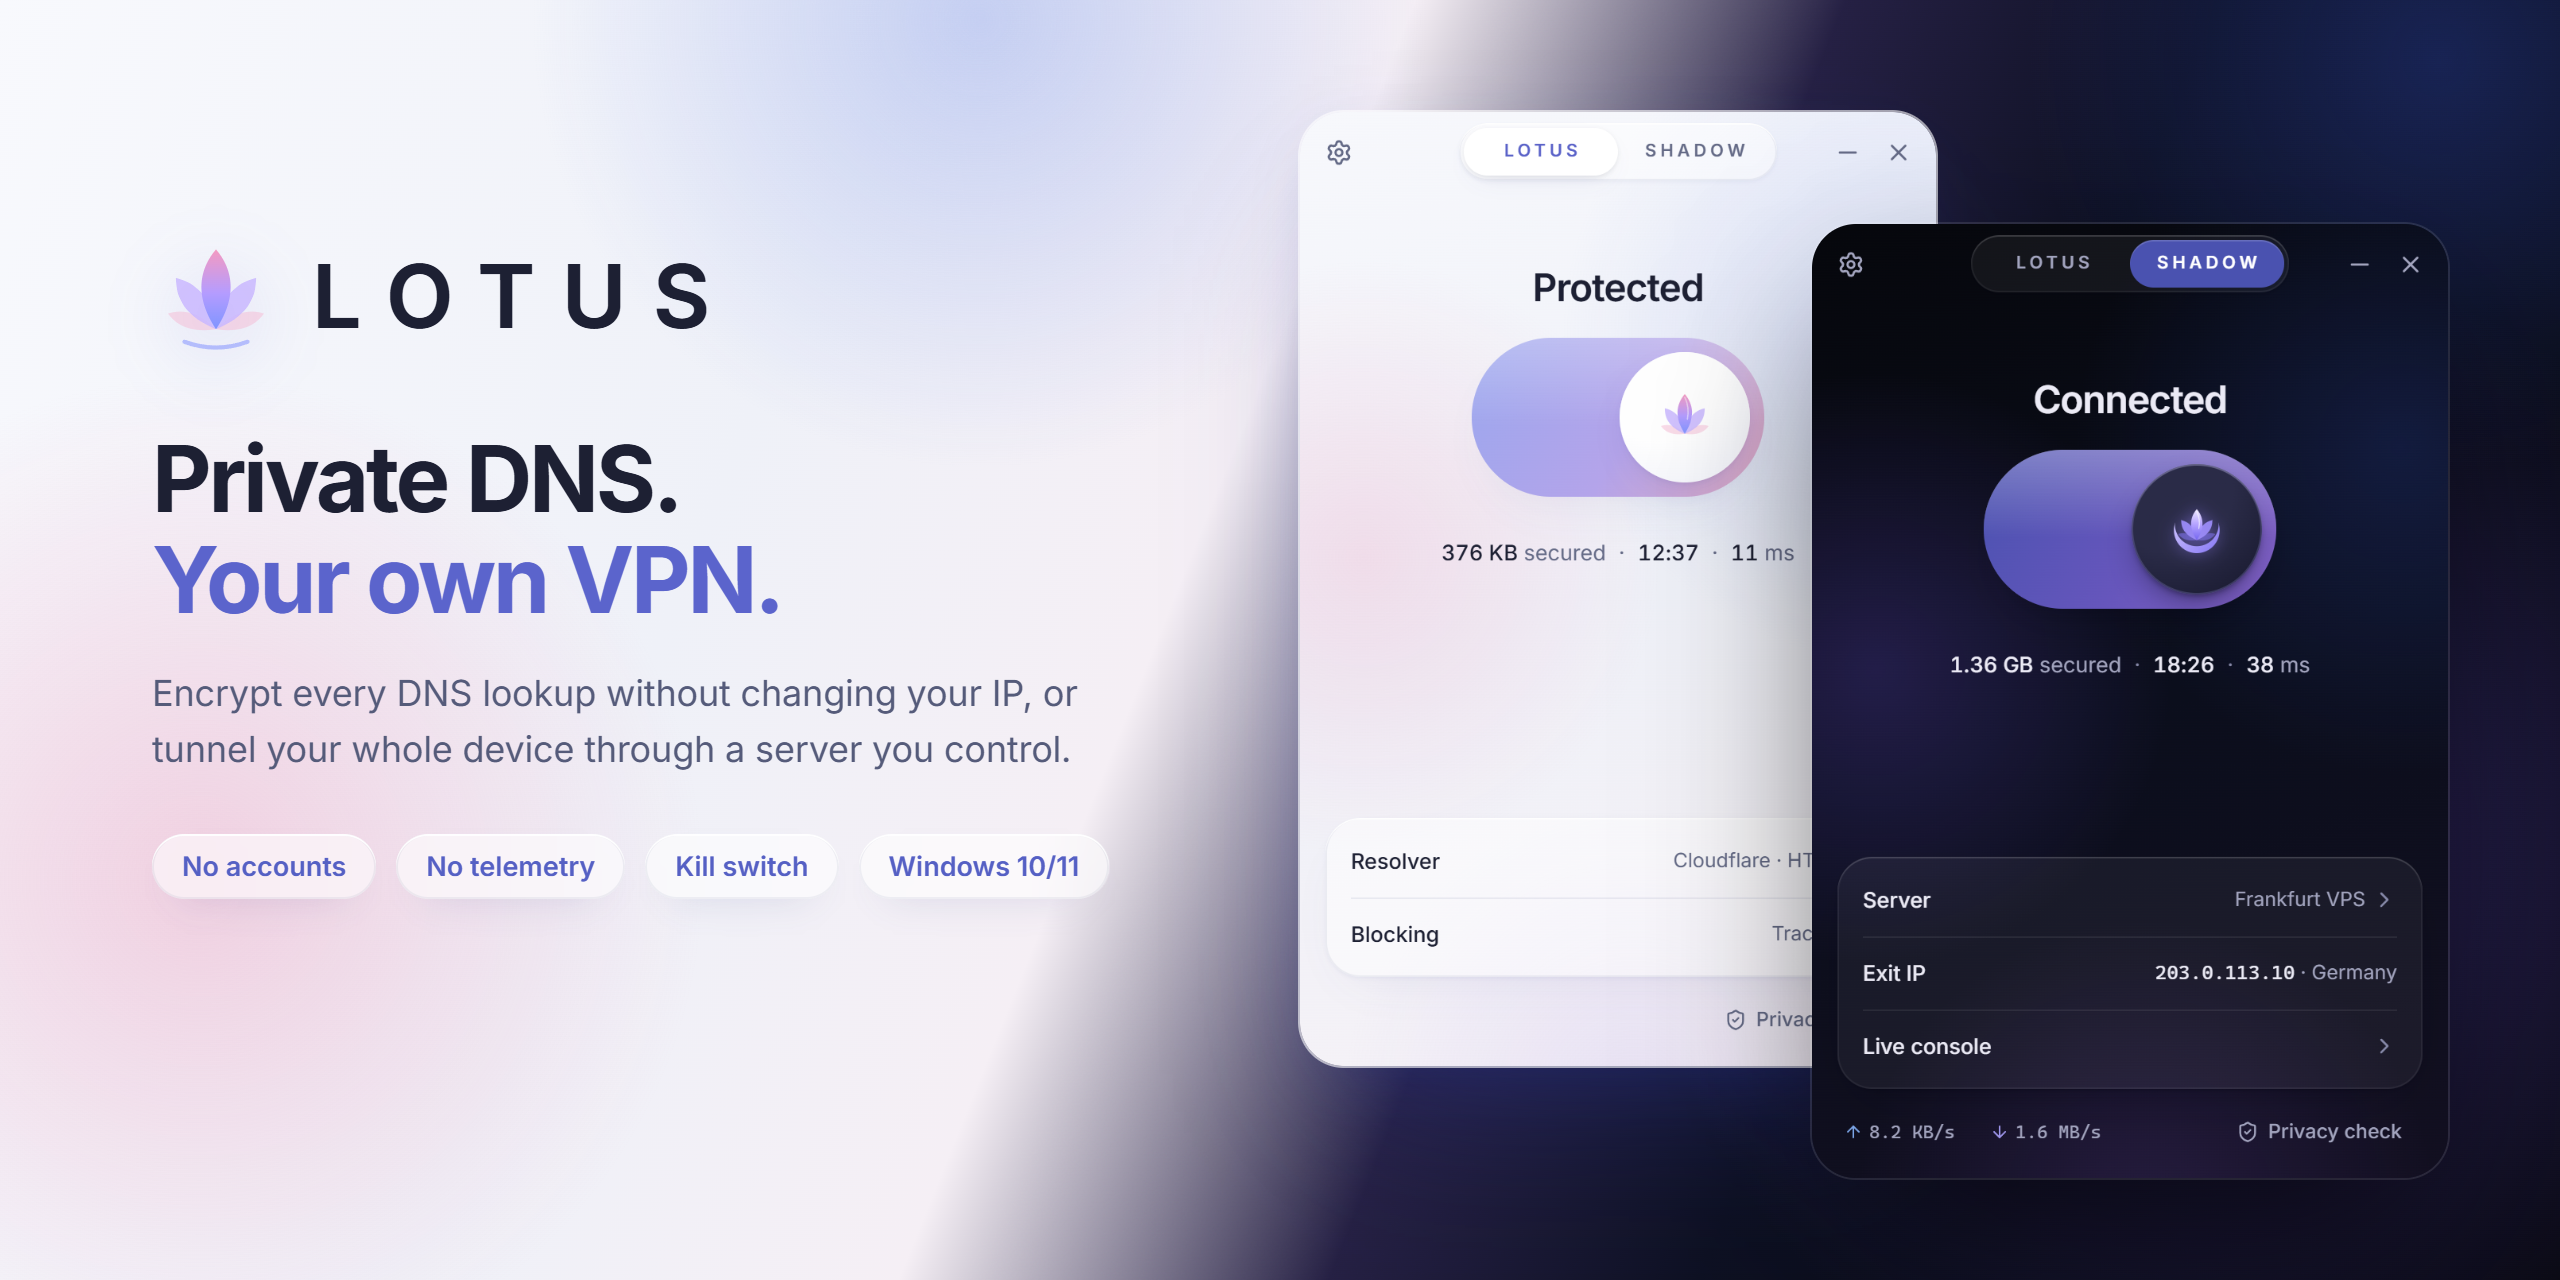 LOTUS
Private DNS.
Your own VPN.
Encrypt every DNS lookup without changing your IP, or
tunnel your whole device through a server you control.
No accounts
No telemetry
Kill switch
Windows 10/11
LOTUS SHADOW
Protected
376 KB secured · 12:37 · 11 ms
Resolver Cloudflare · HT
Blocking Trac
Privac
LOTUS SHADOW
Connected
1.36 GB secured · 18:26 · 38 ms
Server Frankfurt VPS
Exit IP 203.0.113.10 · Germany
Live console
8.2 KB/s 1.6 MB/s Privacy check